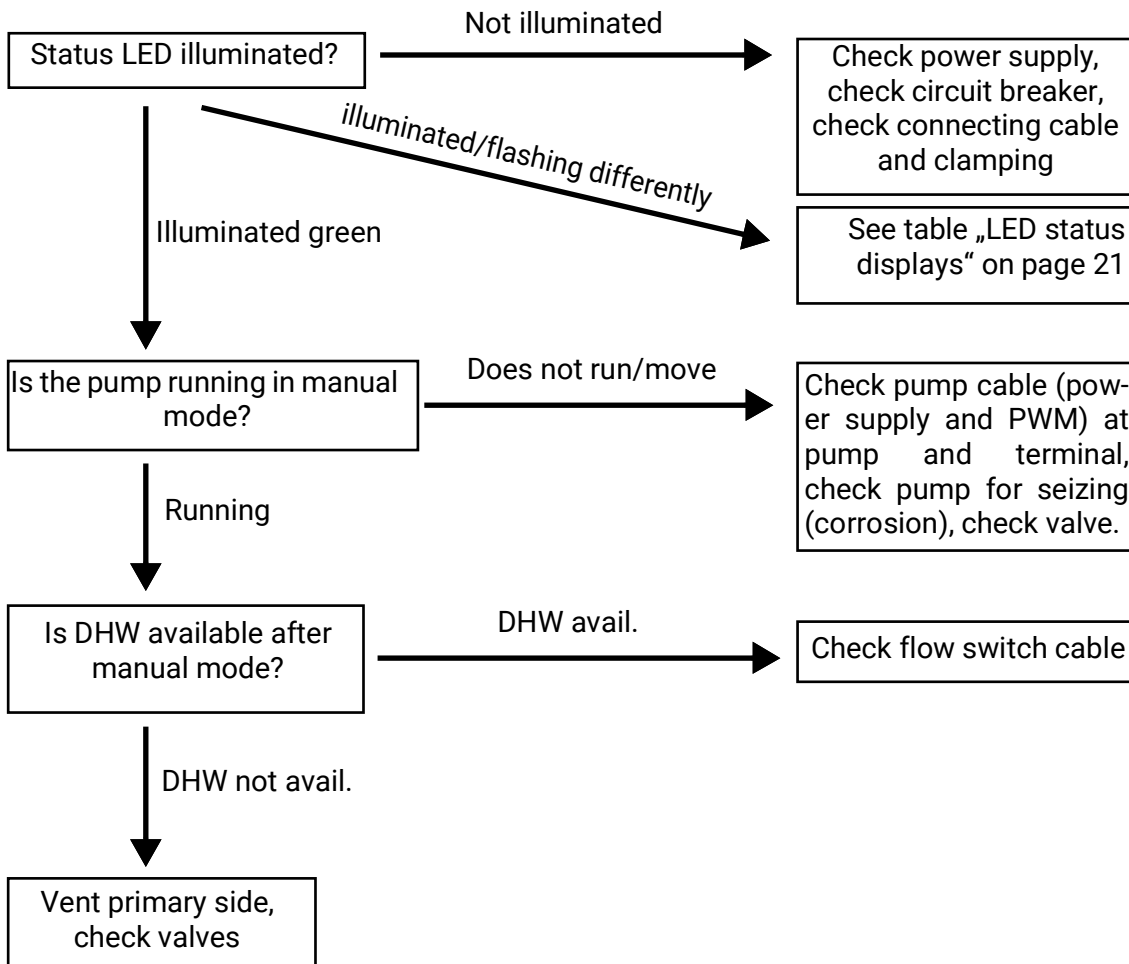 Status LED illuminated?
Not illuminated
Check power supply,
check circuit breaker,
check connecting cable
and clamping
illuminated/flashing differently
See table „LED status
displays“ on page 21
Illuminated green
Is the pump running in manual
mode?
Does not run/move
Check pump cable (pow-
er supply and PWM) at
pump and terminal,
check pump for seizing
(corrosion), check valve.
Running
Is DHW available after
manual mode?
DHW avail.
Check flow switch cable
DHW not avail.
Vent primary side,
check valves